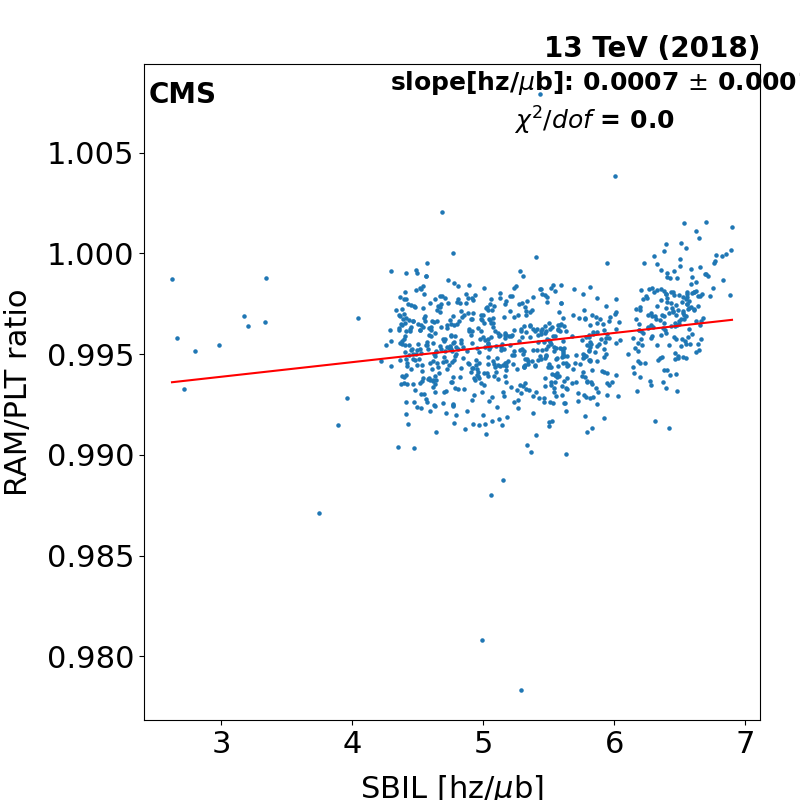 13 TeV (2018)
CMS
slope[hz/μb]: 0.0007 ± 0.000
χ²/dof = 0.0
1.005
1.000
0.995
0.990
0.985
0.980
RAM/PLT ratio
3 4 5 6 7
SBIL [hz/μb]